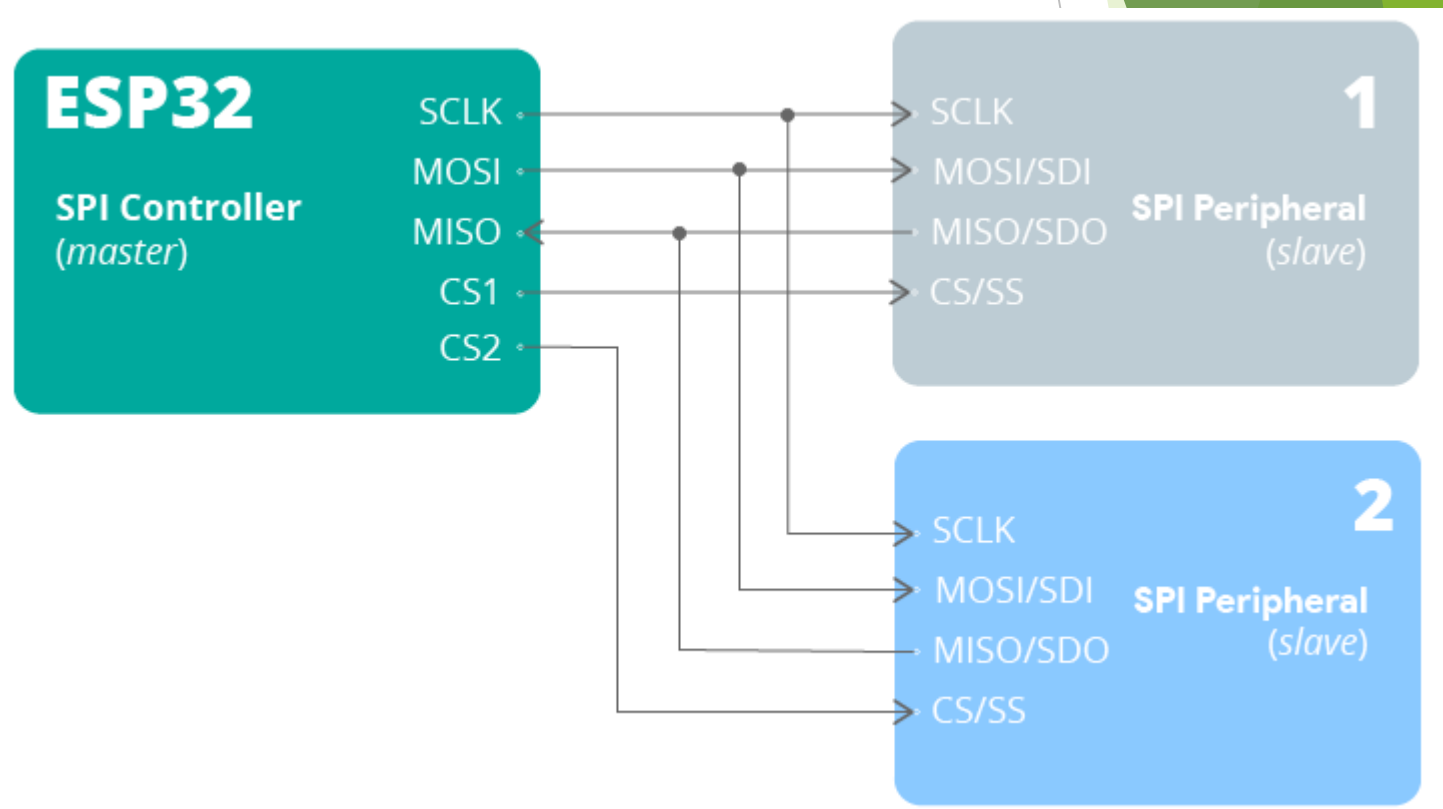 ESP32
SPI Controller
(master)
SCLK
MOSI
MISO
CS1
CS2
1
SCLK
MOSI/SDI
MISO/SDO
CS/SS
SPI Peripheral
(slave)
2
SCLK
MOSI/SDI
MISO/SDO
CS/SS
SPI Peripheral
(slave)